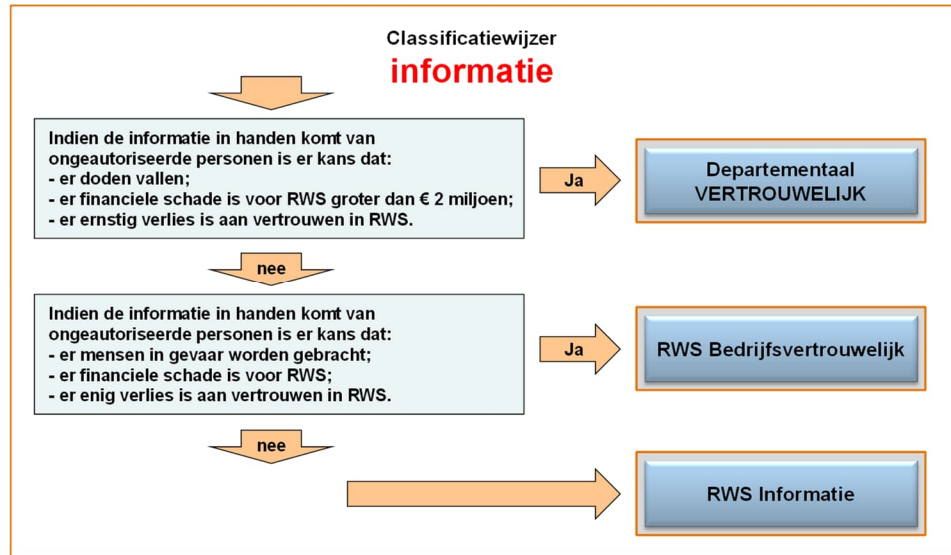 Classificatiewijzer
informatie
Indien de informatie in handen komt van
ongeautoriseerde personen is er kans dat:
- er doden vallen;
- er financiele schade is voor RWS groter dan € 2 miljoen;
- er ernstig verlies is aan vertrouwen in RWS.
Ja
Departementaal
VERTROUWELIJK
nee
Indien de informatie in handen komt van
ongeautoriseerde personen is er kans dat:
- er mensen in gevaar worden gebracht;
- er financiele schade is voor RWS;
- er enig verlies is aan vertrouwen in RWS.
Ja
RWS Bedrijfsvertrouwelijk
nee
RWS Informatie